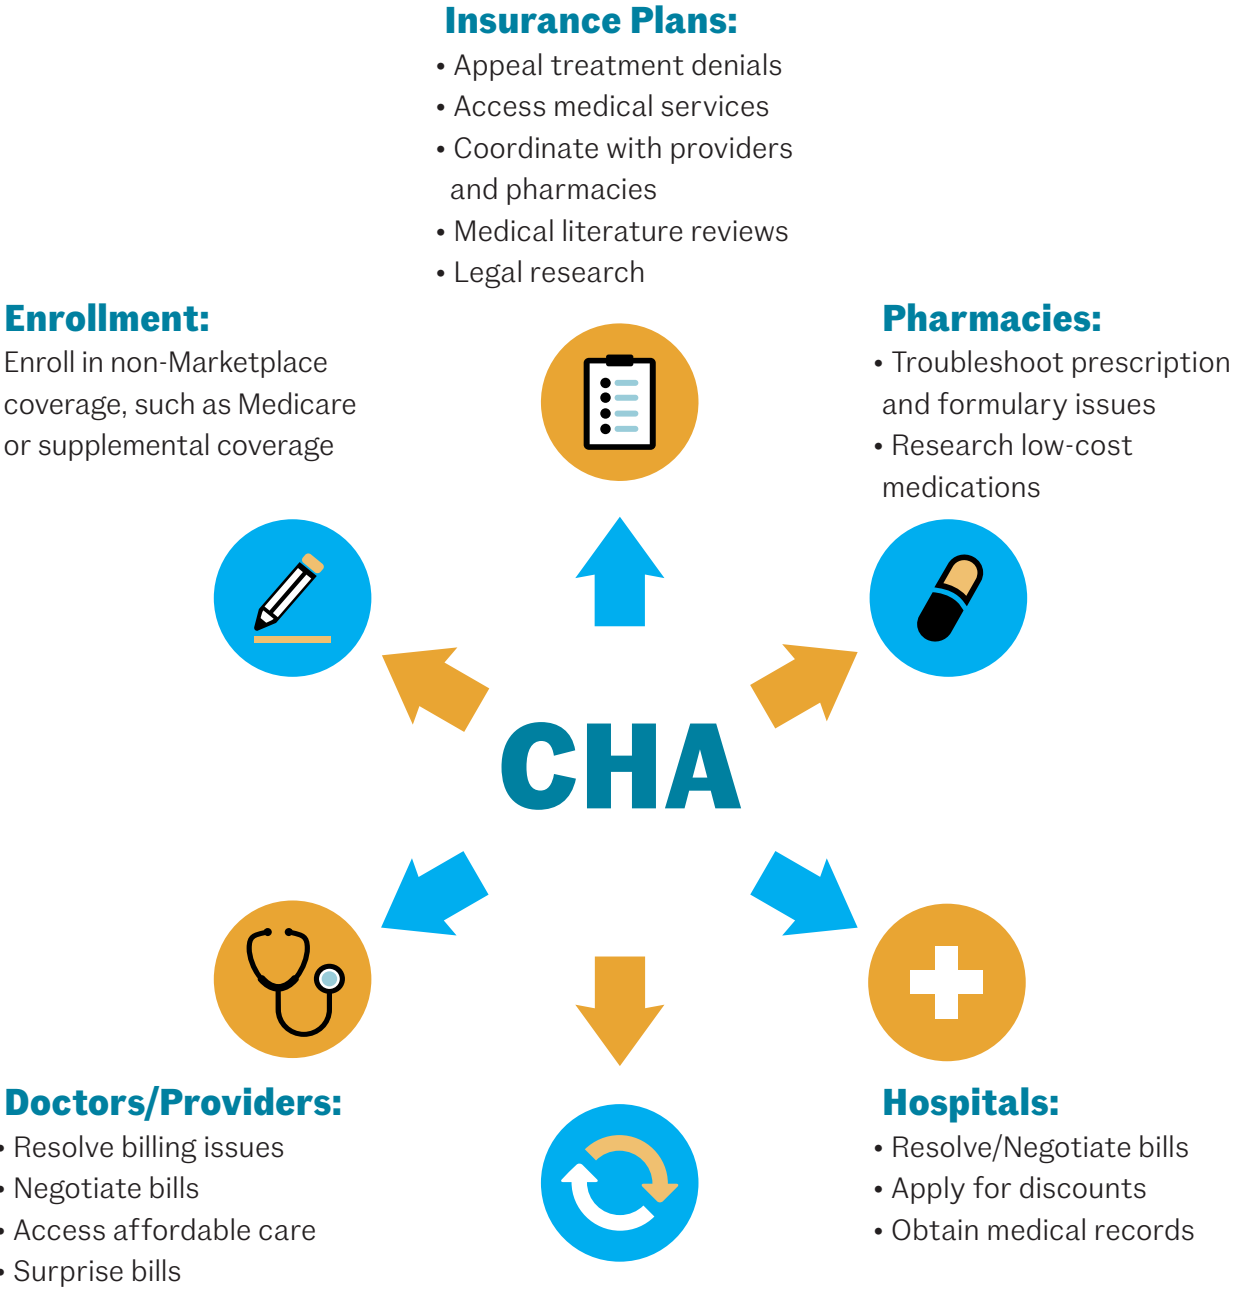 Insurance Plans:
• Appeal treatment denials
• Access medical services
• Coordinate with providers
and pharmacies
• Medical literature reviews
• Legal research
Enrollment:
Enroll in non-Marketplace
coverage, such as Medicare
or supplemental coverage
Pharmacies:
• Troubleshoot prescription
and formulary issues
• Research low-cost
medications
CHA
Doctors/Providers:
• Resolve billing issues
• Negotiate bills
• Access affordable care
• Surprise bills
Hospitals:
• Resolve/Negotiate bills
• Apply for discounts
• Obtain medical records